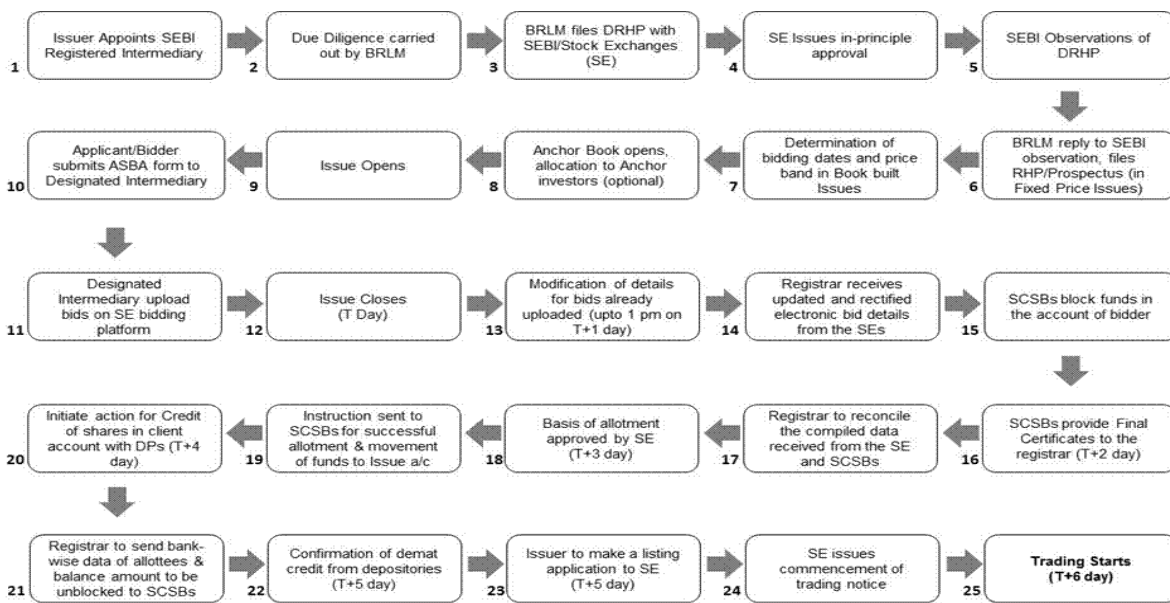 Issuer Appoints SEBI
Registered Intermediary
1
Due Diligence carried
out by BRLM
2
BRLM files DRHP with
SEBI/Stock Exchanges
(SE)
3
SE Issues in-principle
approval
4
SEBI Observations of
DRHP
5
BRLM reply to SEBI
observation, files
RHP/Prospectus (in
Fixed Price Issues)
6
Determination of
bidding dates and price
band in Book built
Issues
7
Anchor Book opens,
allocation to Anchor
investors (optional)
8
Issue Opens
9
Applicant/Bidder
submits ASBA form to
Designated Intermediary
10
Designated
Intermediary upload
bids on SE bidding
platform
11
Issue Closes
(T Day)
12
Modification of details
for bids already
uploaded (upto 1 pm on
T+1 day)
13
Registrar receives
updated and rectified
electronic bid details
from the SEs
14
SCSBs block funds in
the account of bidder
15
SCSBs provide Final
Certificates to the
registrar (T+2 day)
16
Registrar to reconcile
the compiled data
received from the SE
and SCSBs
17
Basis of allotment
approved by SE
(T+3 day)
18
Instruction sent to
SCSBs for successful
allotment & movement
of funds to Issue a/c
19
Initiate action for Credit
of shares in client
account with DPs (T+4
day)
20
Registrar to send bank-
wise data of allottees &
balance amount to be
unblocked to SCSBs
21
Confirmation of demat
credit from depositories
(T+5 day)
22
Issuer to make a listing
application to SE
(T+5 day)
23
SE issues
commencement of
trading notice
24
Trading Starts
(T+6 day)
25